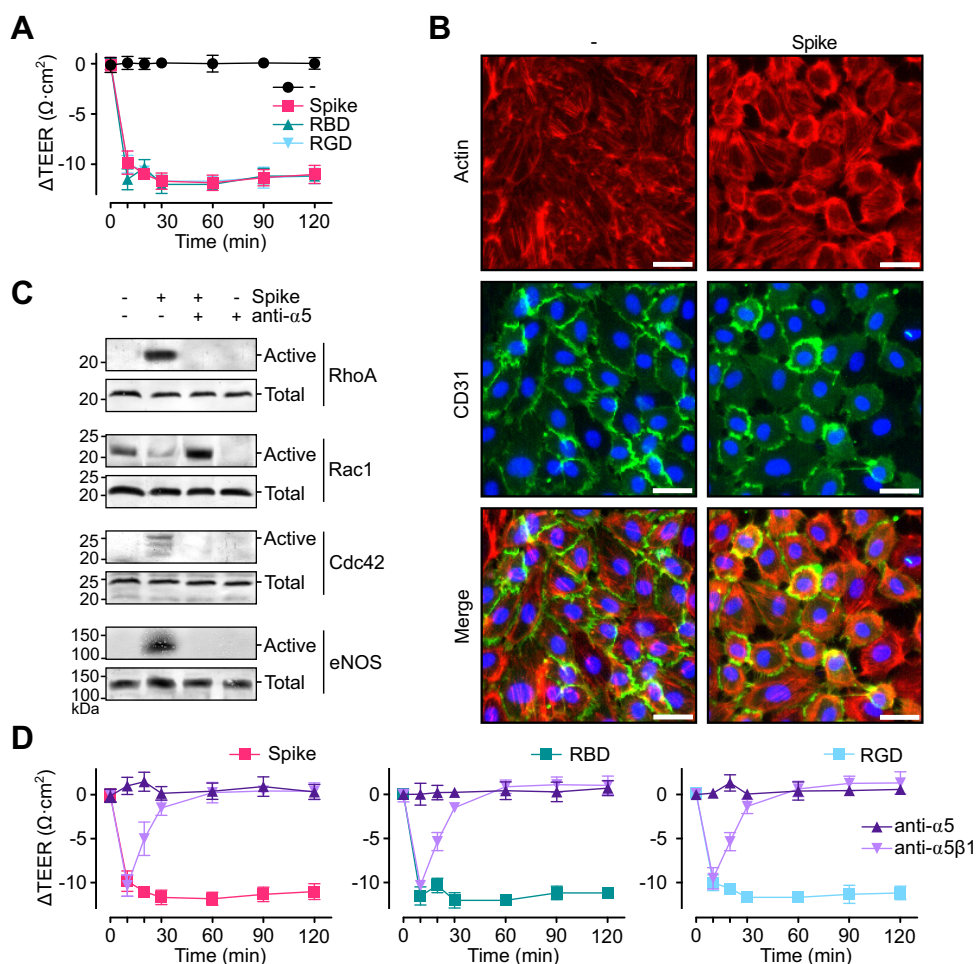 A
ΔTEER (Ω·cm²)
0
-5
-10
0 30 60 90 120
Time (min)
-
Spike
RBD
RGD
B
- Spike
Actin
CD31
Merge
C
- + + - Spike
- - + + anti-α5
20 Active
20 Total
RhoA
25
20 Active
25
20 Total
Rac1
25
20 Active
25
20 Total
Cdc42
150
100 Active
150
100 Total
eNOS
kDa
D
Spike
ΔTEER (Ω·cm²)
0
-5
-10
0 30 60 90 120
Time (min)
RBD
0
-5
-10
0 30 60 90 120
Time (min)
RGD
0
-5
-10
anti-α5
anti-α5β1
0 30 60 90 120
Time (min)